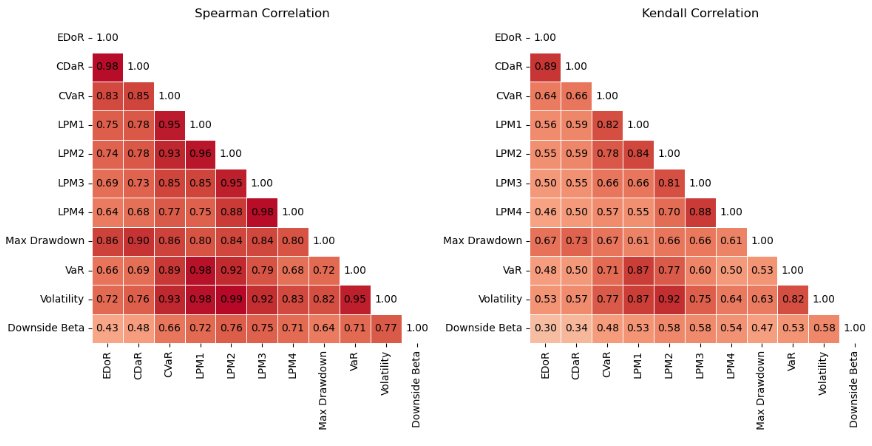 Spearman Correlation
EDoR 1.00
CDaR 0.98 1.00
CVaR 0.83 0.85 1.00
LPM1 0.75 0.78 0.95 1.00
LPM2 0.74 0.78 0.93 0.96 1.00
LPM3 0.69 0.73 0.85 0.85 0.95 1.00
LPM4 0.64 0.68 0.77 0.75 0.88 0.98 1.00
Max Drawdown 0.86 0.90 0.86 0.80 0.84 0.84 0.80 1.00
VaR 0.66 0.69 0.89 0.98 0.92 0.79 0.68 0.72 1.00
Volatility 0.72 0.76 0.93 0.98 0.99 0.92 0.83 0.82 0.95 1.00
Downside Beta 0.43 0.48 0.66 0.72 0.76 0.75 0.71 0.64 0.71 0.77 1.00
EDoR CDaR CVaR LPM1 LPM2 LPM3 LPM4 Max Drawdown VaR Volatility Downside Beta
Kendall Correlation
EDoR 1.00
CDaR 0.89 1.00
CVaR 0.64 0.66 1.00
LPM1 0.56 0.59 0.82 1.00
LPM2 0.55 0.59 0.78 0.84 1.00
LPM3 0.50 0.55 0.66 0.66 0.81 1.00
LPM4 0.46 0.50 0.57 0.55 0.70 0.88 1.00
Max Drawdown 0.67 0.73 0.67 0.61 0.66 0.66 0.61 1.00
VaR 0.48 0.50 0.71 0.87 0.77 0.60 0.50 0.53 1.00
Volatility 0.53 0.57 0.77 0.87 0.92 0.75 0.64 0.63 0.82 1.00
Downside Beta 0.30 0.34 0.48 0.53 0.58 0.58 0.54 0.47 0.53 0.58 1.00
EDoR CDaR CVaR LPM1 LPM2 LPM3 LPM4 Max Drawdown VaR Volatility Downside Beta